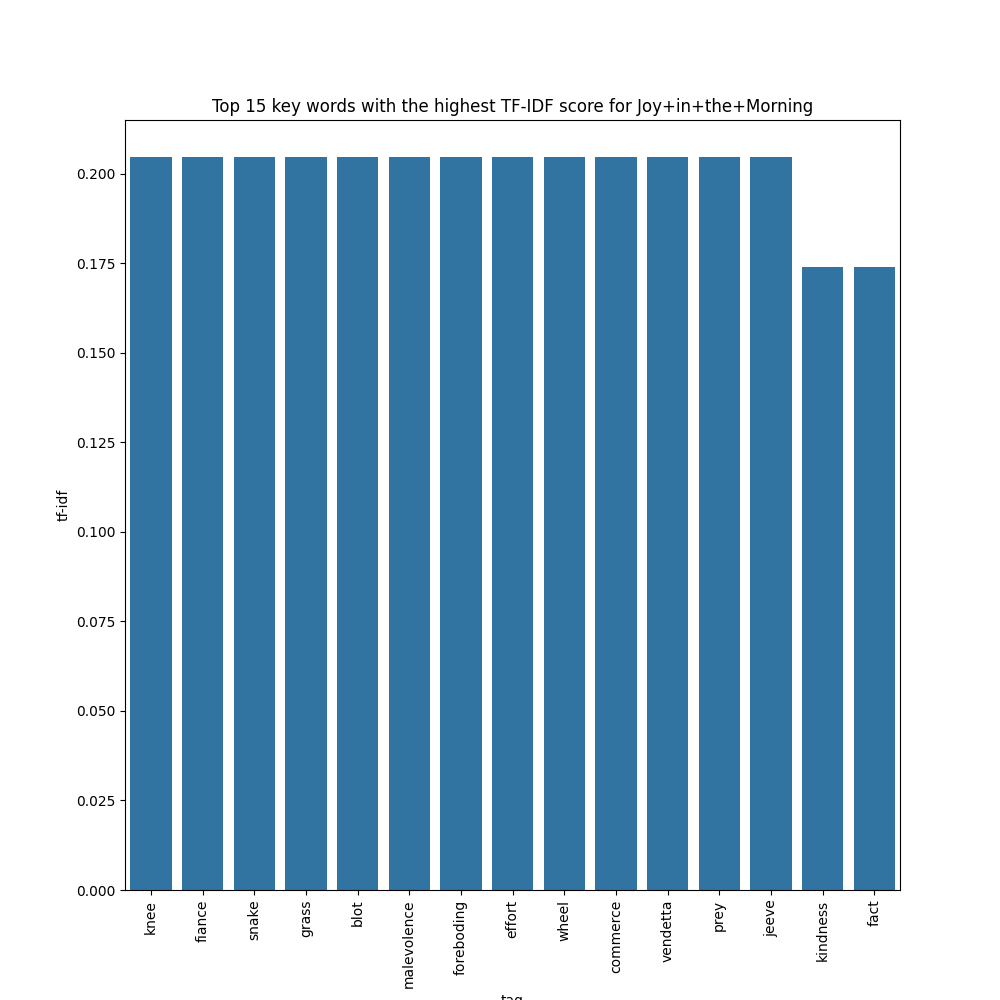 Top 15 key words with the highest TF-IDF score for Joy+in+the+Morning
0.200
0.175
0.150
0.125
0.100
0.075
0.050
0.025
0.000
tf-idf
knee
fiance
snake
grass
blot
malevolence
foreboding
effort
wheel
commerce
vendetta
prey
jeeve
kindness
fact
tag